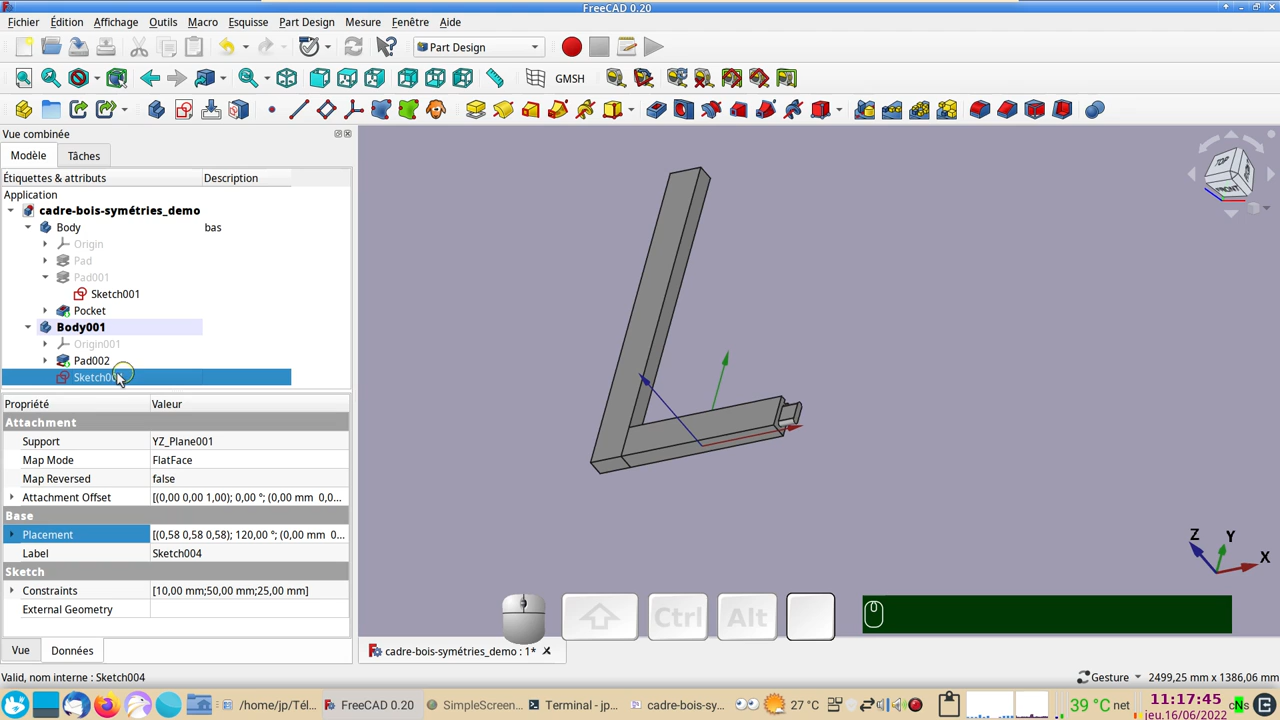 FreeCAD 0.20
Fichier Édition Affichage Outils Macro Esquisse Part Design Mesure Fenêtre Aide
Part Design
GMSH
Vue combinée
Modèle Tâches
Étiquettes & attributs Description
Application
cadre-bois-symétries_demo
Body bas
Origin
Pad
Pad001
Sketch001
Pocket
Body001
Origin001
Pad002
Propriété Valeur
Attachment
Support YZ_Plane001
Map Mode FlatFace
Map Reversed false
Attachment Offset [(0,00 0,00 1,00); 0,00 °; (0,00 mm 0,0...
Base
Placement [(0,58 0,58 0,58); 120,00 °; (0,00 mm 0...
Label Sketch004
Sketch
Constraints [10,00 mm;50,00 mm;25,00 mm]
External Geometry
Vue Données
TOP
FRONT
Z Y X
Ctrl Alt
cadre-bois-symétries_demo : 1*
Valid, nom interne : Sketch004
Gesture 2499,25 mm x 1386,06 mm
/home/jp/Tél... FreeCAD 0.20 SimpleScreen... Terminal - jp... cadre-bois-sy... 27 °C 39 °C net 11:17:45
jeu.16/06/2022